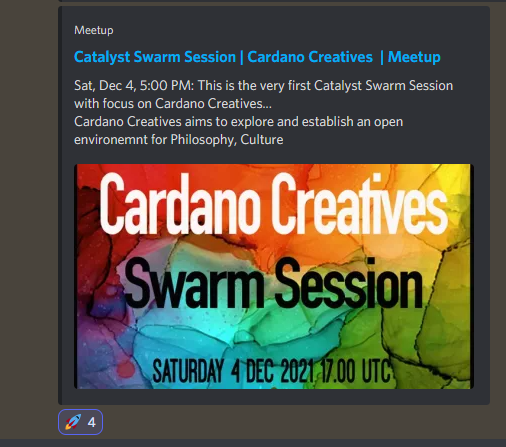 Meetup
Catalyst Swarm Session | Cardano Creatives | Meetup
Sat, Dec 4, 5:00 PM: This is the very first Catalyst Swarm Session
with focus on Cardano Creatives...
Cardano Creatives aims to explore and establish an open
environemnt for Philosophy, Culture
Cardano Creatives
Swarm Session
SATURDAY 4 DEC 2021 17.00 UTC
4